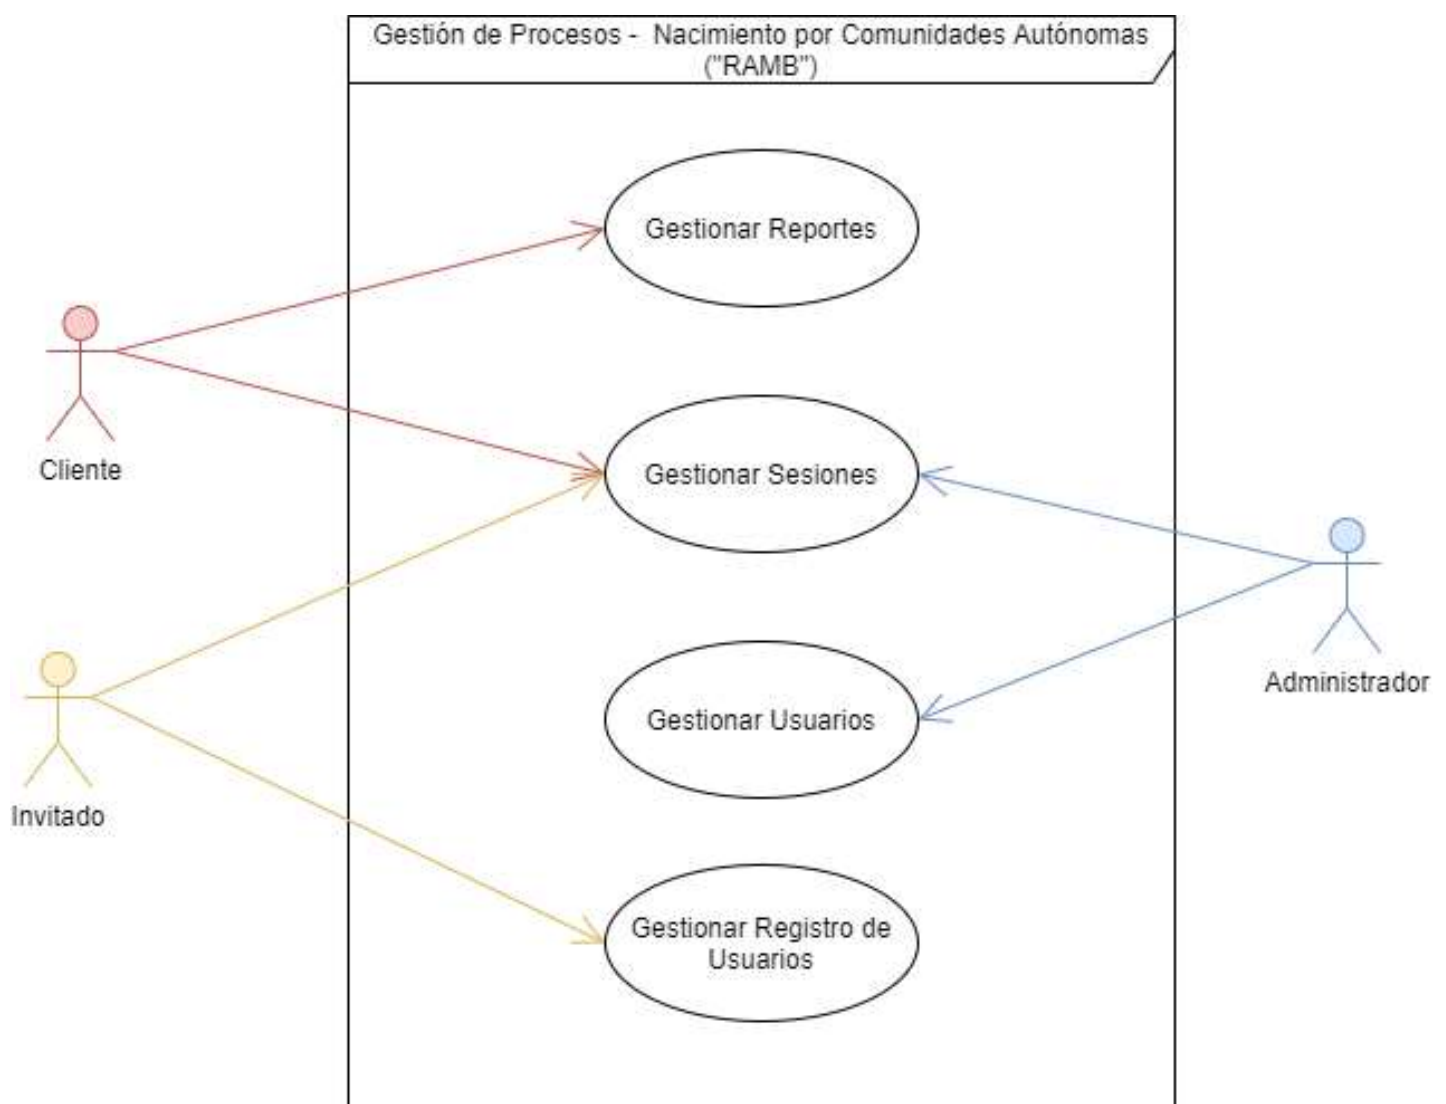 Gestión de Procesos -  Nacimiento por Comunidades Autónomas
("RAMB")
Gestionar Reportes
Cliente
Gestionar Sesiones
Administrador
Gestionar Usuarios
Invitado
Gestionar Registro de
Usuarios